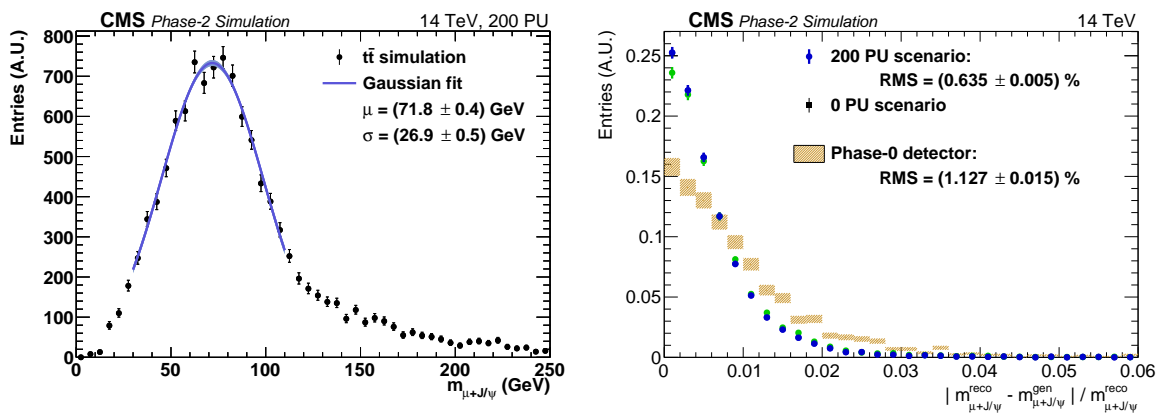 CMS Phase-2 Simulation 14 TeV, 200 PU
Entries (A.U.)
800
700
600
500
400
300
200
100
0
tt̄ simulation
Gaussian fit
μ = (71.8 ± 0.4) GeV
σ = (26.9 ± 0.5) GeV
0 50 100 150 200 250
m_{μ+J/ψ} (GeV)
CMS Phase-2 Simulation 14 TeV
Entries (A.U.)
0.25
0.2
0.15
0.1
0.05
0
200 PU scenario:
RMS = (0.635 ± 0.005) %
0 PU scenario
Phase-0 detector:
RMS = (1.127 ± 0.015) %
0 0.01 0.02 0.03 0.04 0.05 0.06
| m^{reco}_{μ+J/ψ} - m^{gen}_{μ+J/ψ} | / m^{reco}_{μ+J/ψ}